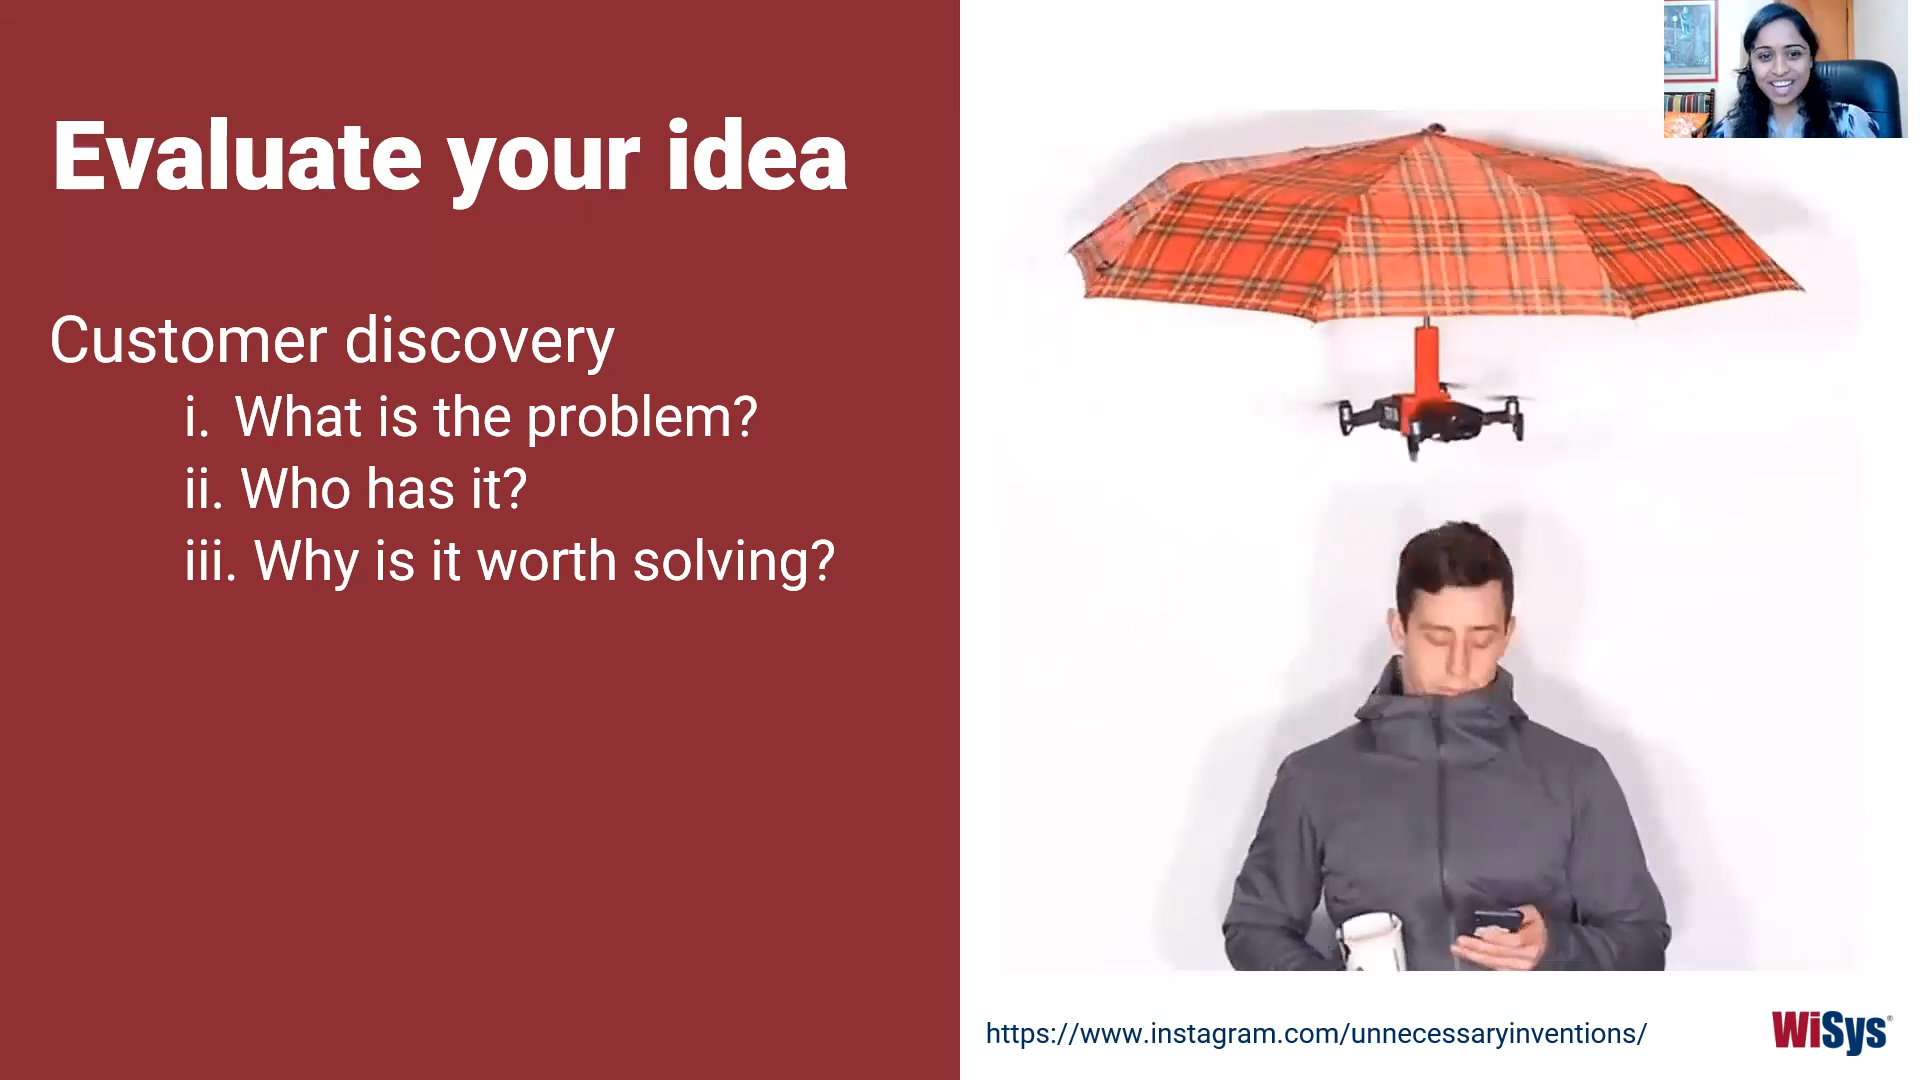 Evaluate your idea
Customer discovery
i. What is the problem?
ii. Who has it?
iii. Why is it worth solving?
https://www.instagram.com/unnecessaryinventions/
WiSys®